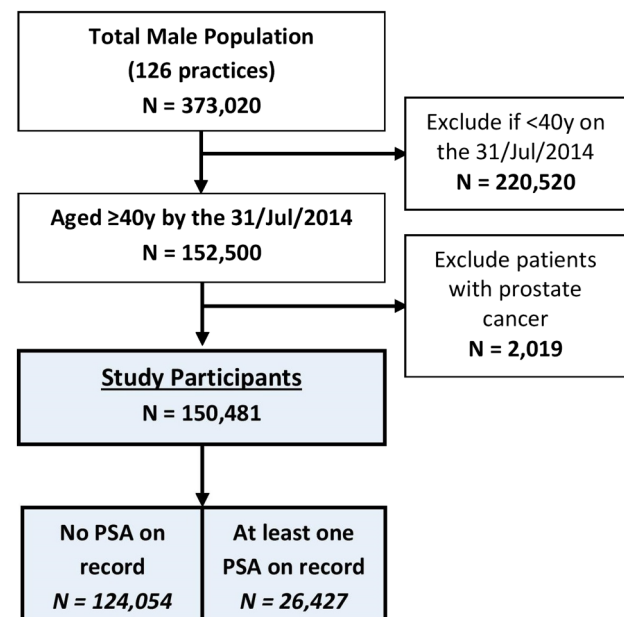 Total Male Population
(126 practices)
N = 373,020
Exclude if <40y on
the 31/Jul/2014
N = 220,520
Aged ≥40y by the 31/Jul/2014
N = 152,500
Exclude patients
with prostate
cancer
N = 2,019
Study Participants
N = 150,481
No PSA on
record
N = 124,054
At least one
PSA on record
N = 26,427